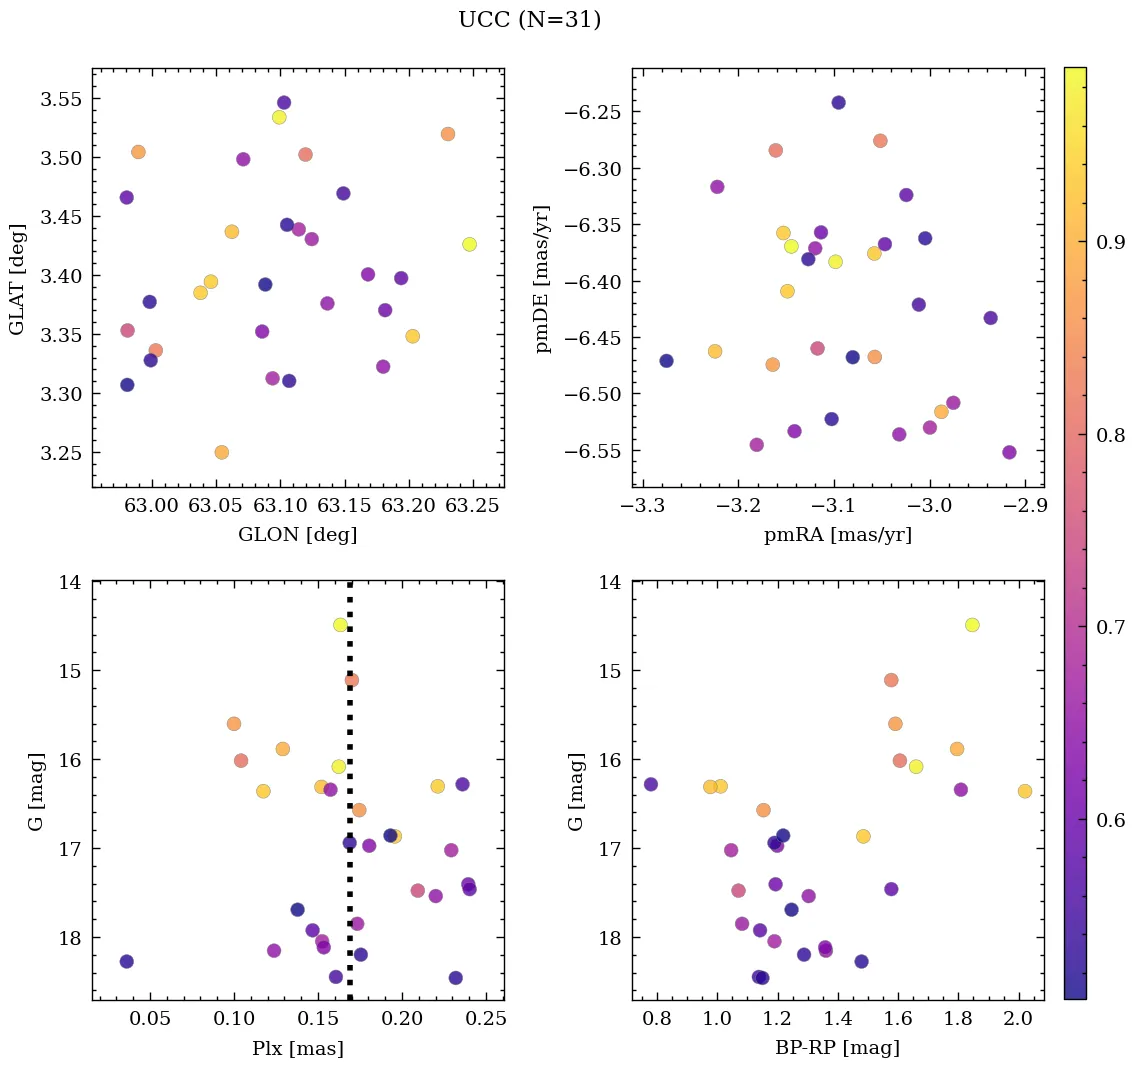 UCC (N=31)
3.55
3.50
3.45
3.40
3.35
3.30
3.25
GLAT [deg]
63.00 63.05 63.10 63.15 63.20 63.25
GLON [deg]
−6.25
−6.30
−6.35
−6.40
−6.45
−6.50
−6.55
pmDE [mas/yr]
−3.3 −3.2 −3.1 −3.0 −2.9
pmRA [mas/yr]
14
15
16
17
18
G [mag]
0.05 0.10 0.15 0.20 0.25
Plx [mas]
14
15
16
17
18
G [mag]
0.8 1.0 1.2 1.4 1.6 1.8 2.0
BP-RP [mag]
0.9
0.8
0.7
0.6